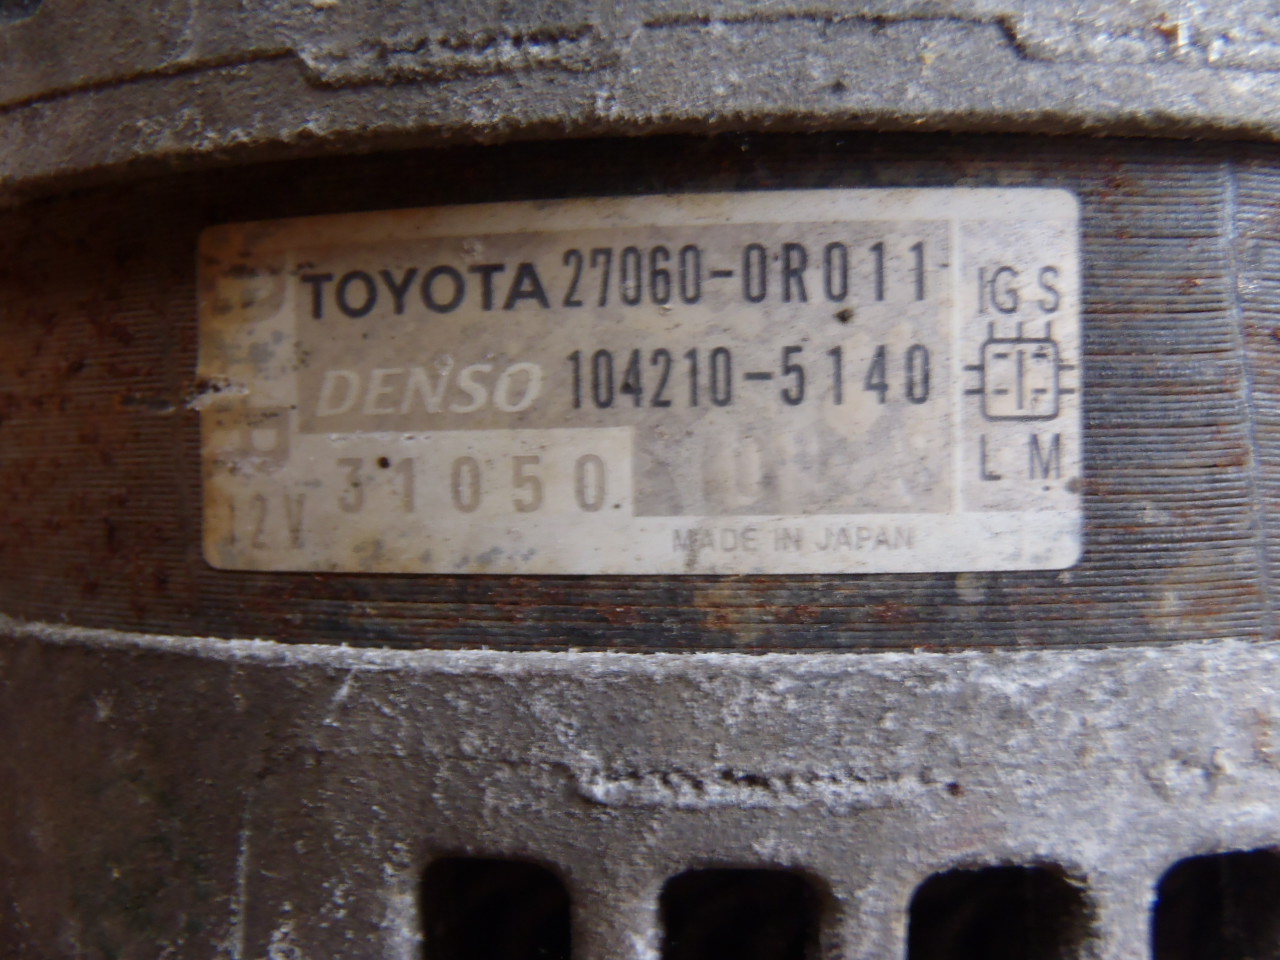 TOYOTA 27060-0R011
DENSO 104210-5140
31050
12V
MADE IN JAPAN
IG S
L M